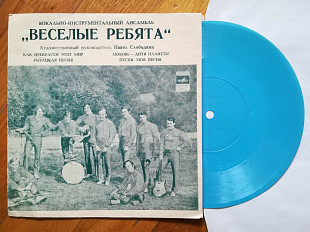 ВОКАЛЬНО-ИНСТРУМЕНТАЛЬНЫЙ АНСАМБЛЬ
„ВЕСЕЛЫЕ РЕБЯТА“
Художественный руководитель Павел Слободкин
КАК ПРЕКРАСЕН ЭТОТ МИР
ЛЮБОВЬ—ДИТЯ ПЛАНЕТЫ
РЫБАЦКАЯ ПЕСНЯ
ПЕСНЯ МОЯ ПЕСНЯ